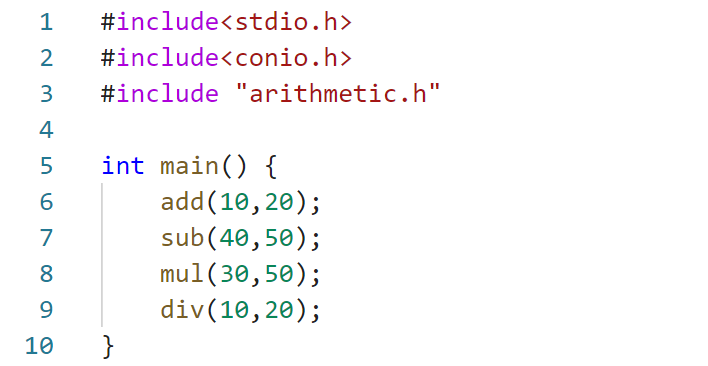 1 #include<stdio.h>
2 #include<conio.h>
3 #include "arithmetic.h"
4
5 int main() {
6     add(10,20);
7     sub(40,50);
8     mul(30,50);
9     div(10,20);
10 }